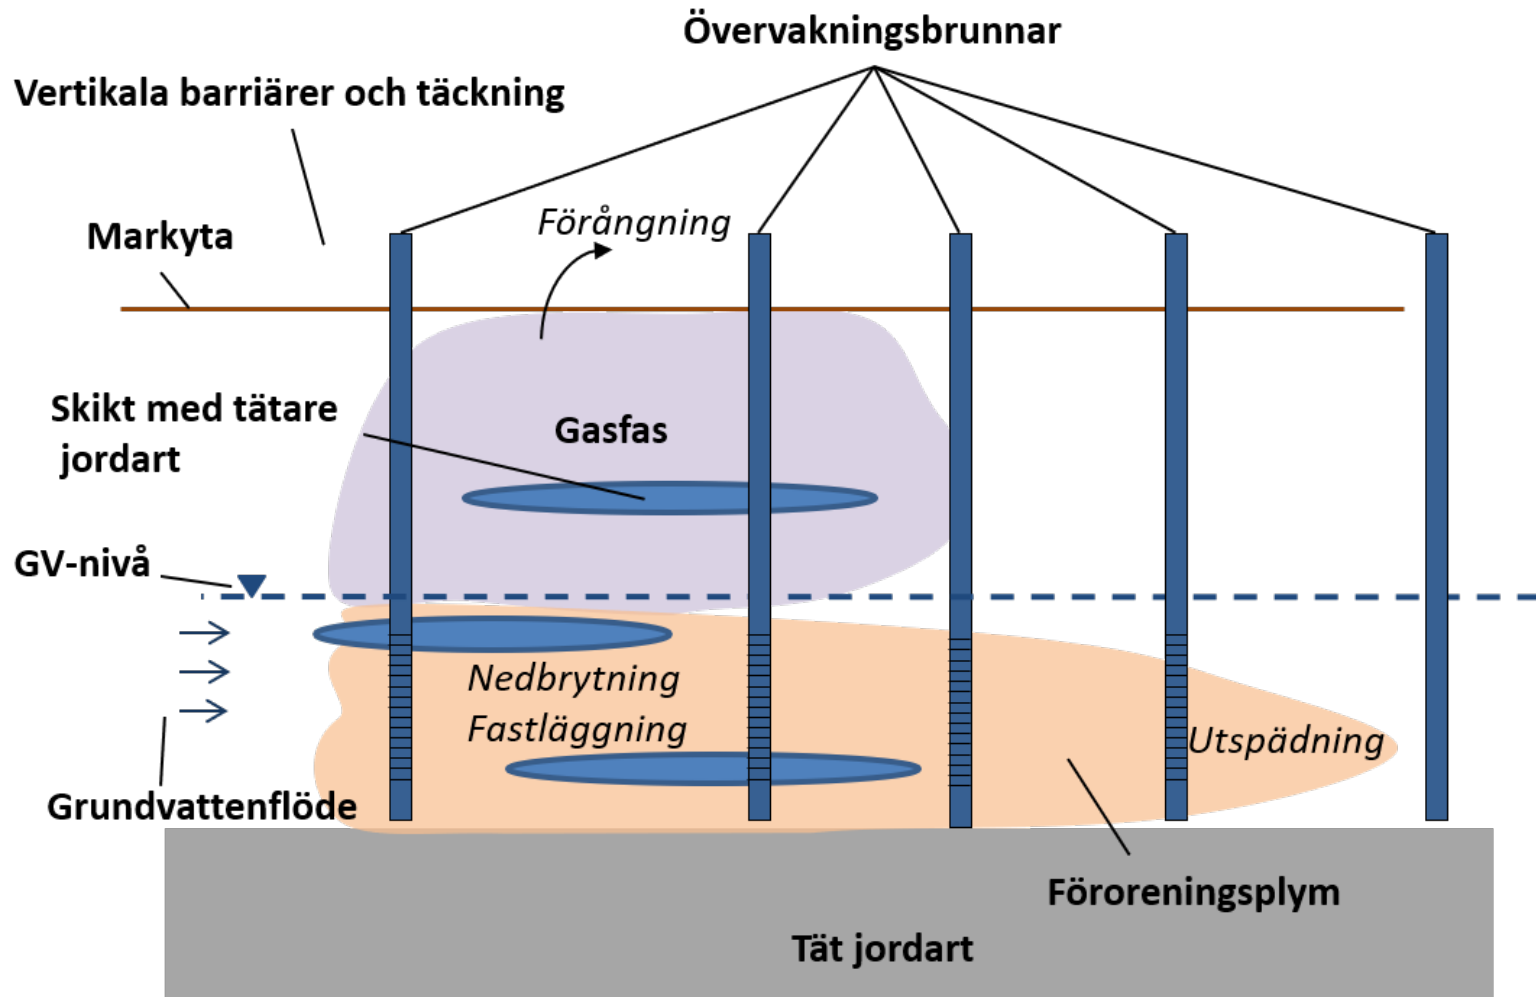 Övervakningsbrunnar
Vertikala barriärer och täckning
Förångning
Markyta
Skikt med tätare
jordart
Gasfas
GV-nivå
Nedbrytning
Fastläggning
Utspädning
Grundvattenflöde
Föroreningsplym
Tät jordart